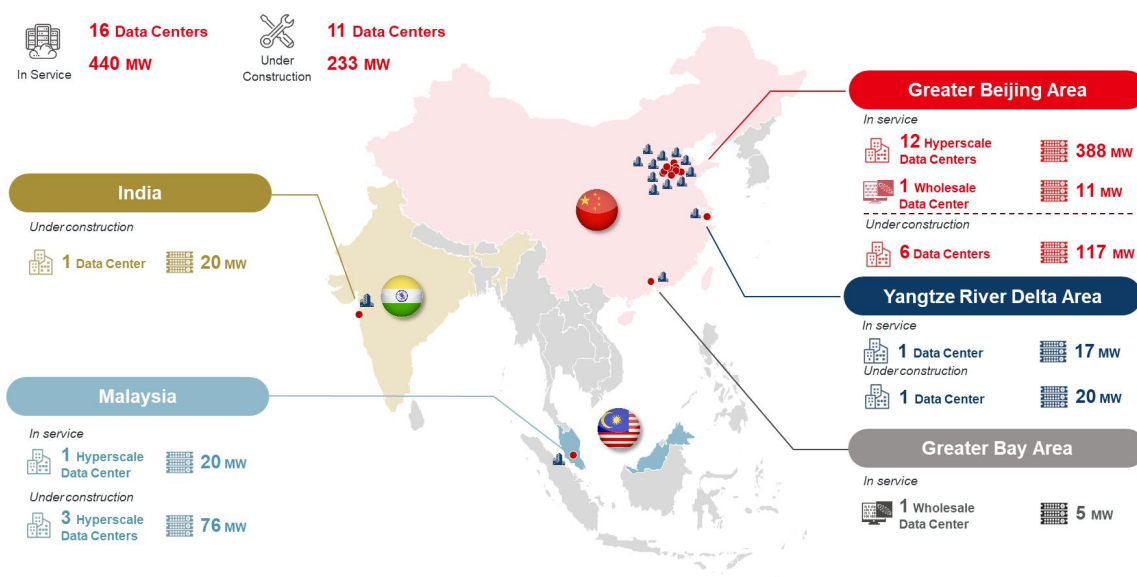 16 Data Centers
440 MW
In Service
11 Data Centers
233 MW
Under
Construction
India
Under construction
1 Data Center
20 MW
Malaysia
In service
1 Hyperscale
Data Center
20 MW
Under construction
3 Hyperscale
Data Centers
76 MW
Greater Beijing Area
In service
12 Hyperscale
Data Centers
388 MW
1 Wholesale
Data Center
11 MW
Under construction
6 Data Centers
117 MW
Yangtze River Delta Area
In service
1 Data Center
17 MW
Under construction
1 Data Center
20 MW
Greater Bay Area
In service
1 Wholesale
Data Center
5 MW